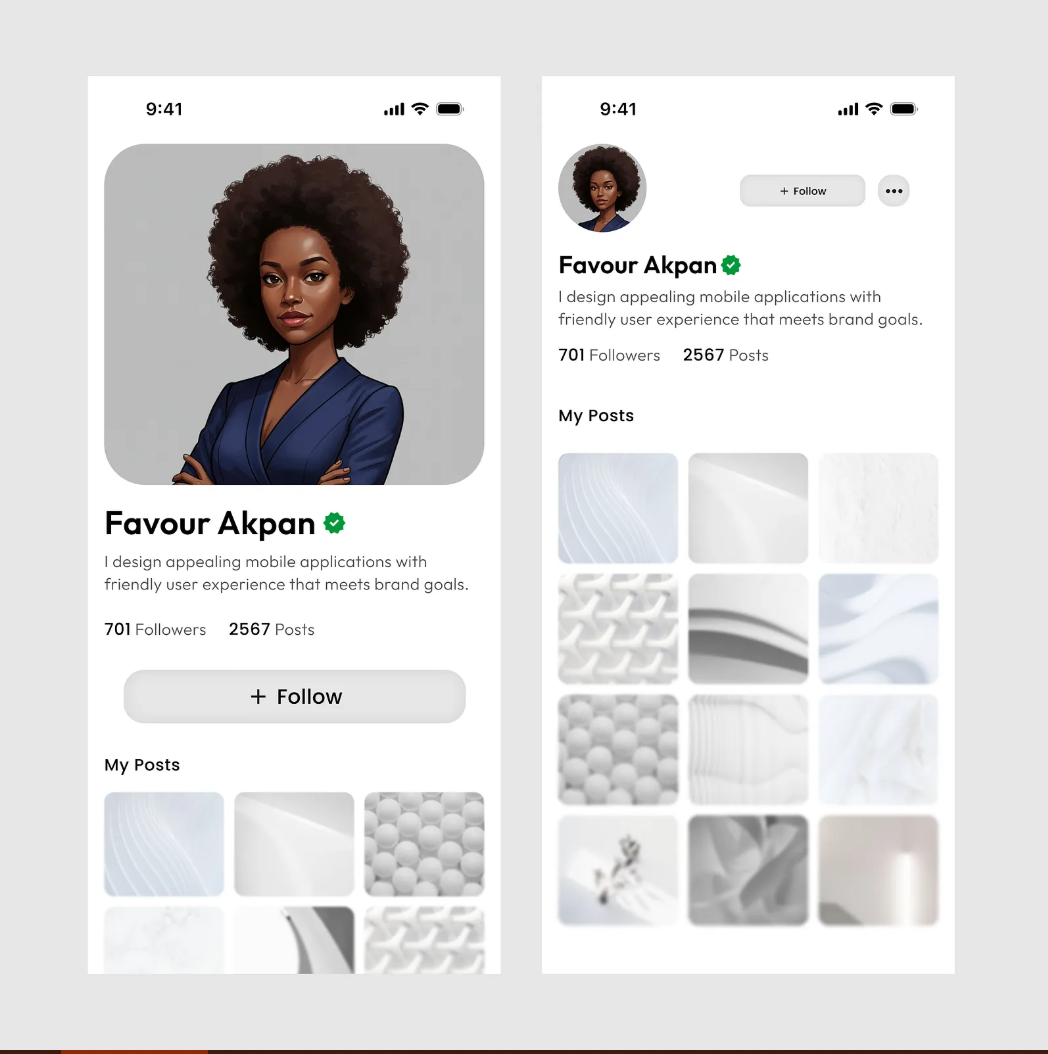 9:41
Favour Akpan
I design appealing mobile applications with
friendly user experience that meets brand goals.
701 Followers 2567 Posts
+ Follow
My Posts
9:41
+ Follow
Favour Akpan
I design appealing mobile applications with
friendly user experience that meets brand goals.
701 Followers 2567 Posts
My Posts